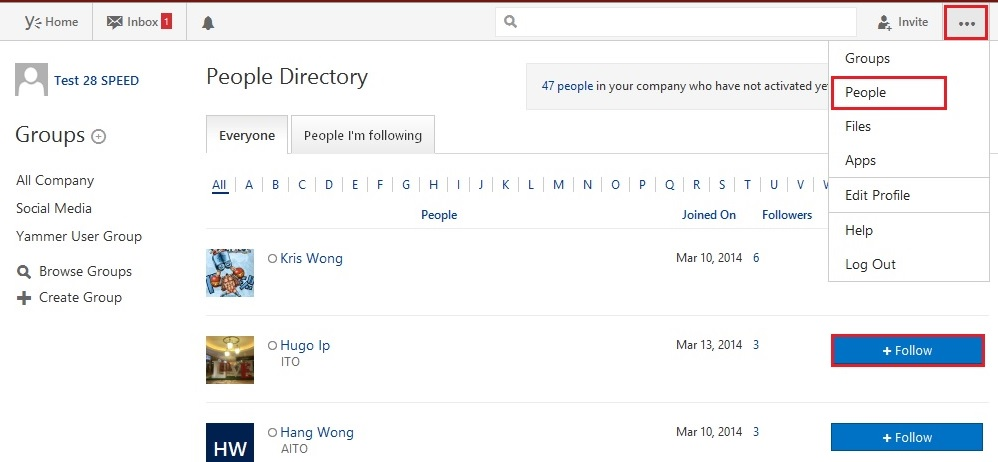 Home Inbox 1 Invite ...
Groups
People
Files
Apps
Edit Profile
Help
Log Out
Test 28 SPEED
Groups
All Company
Social Media
Yammer User Group
Browse Groups
Create Group
People Directory
47 people in your company who have not activated ye
Everyone People I'm following
All A B C D E F G H I J K L M N O P Q R S T U V
People Joined On Followers
Kris Wong Mar 10, 2014 6
Hugo Ip Mar 13, 2014 3 + Follow
ITO
HW Hang Wong Mar 10, 2014 3 + Follow
AITO